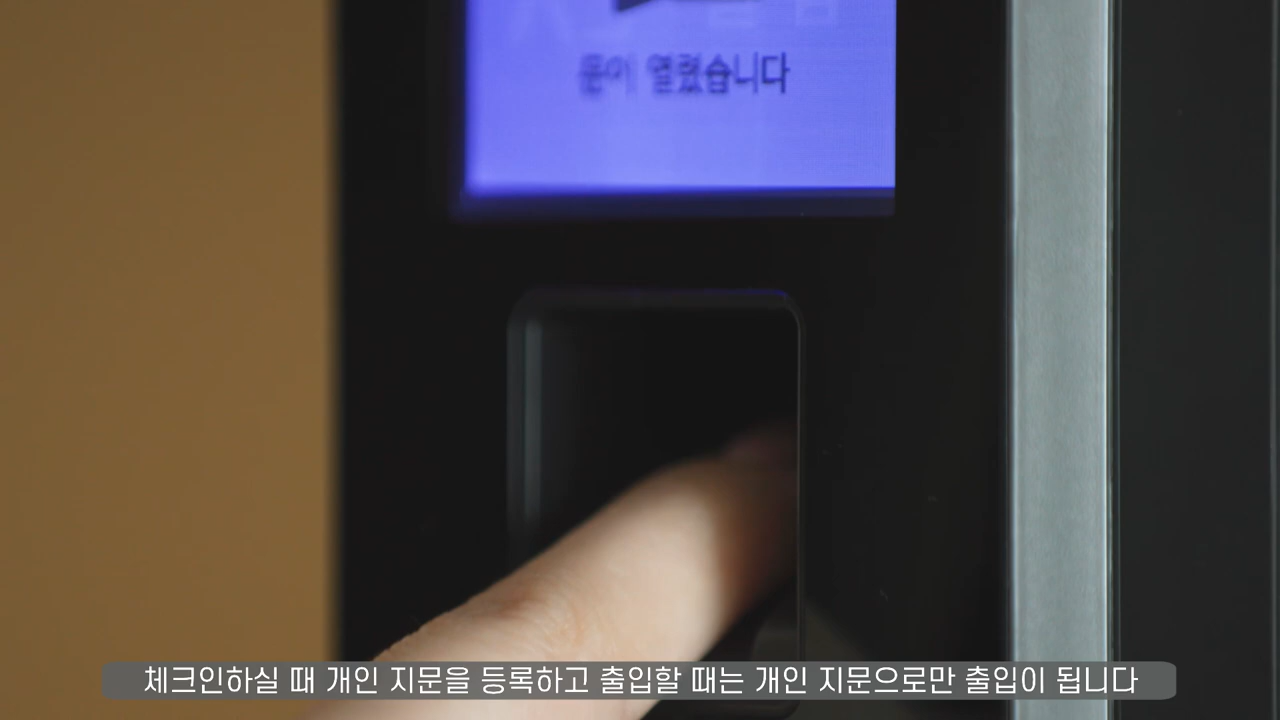 문이 열렸습니다
체크인하실 때 개인 지문을 등록하고 출입할 때는 개인 지문으로만 출입이 됩니다